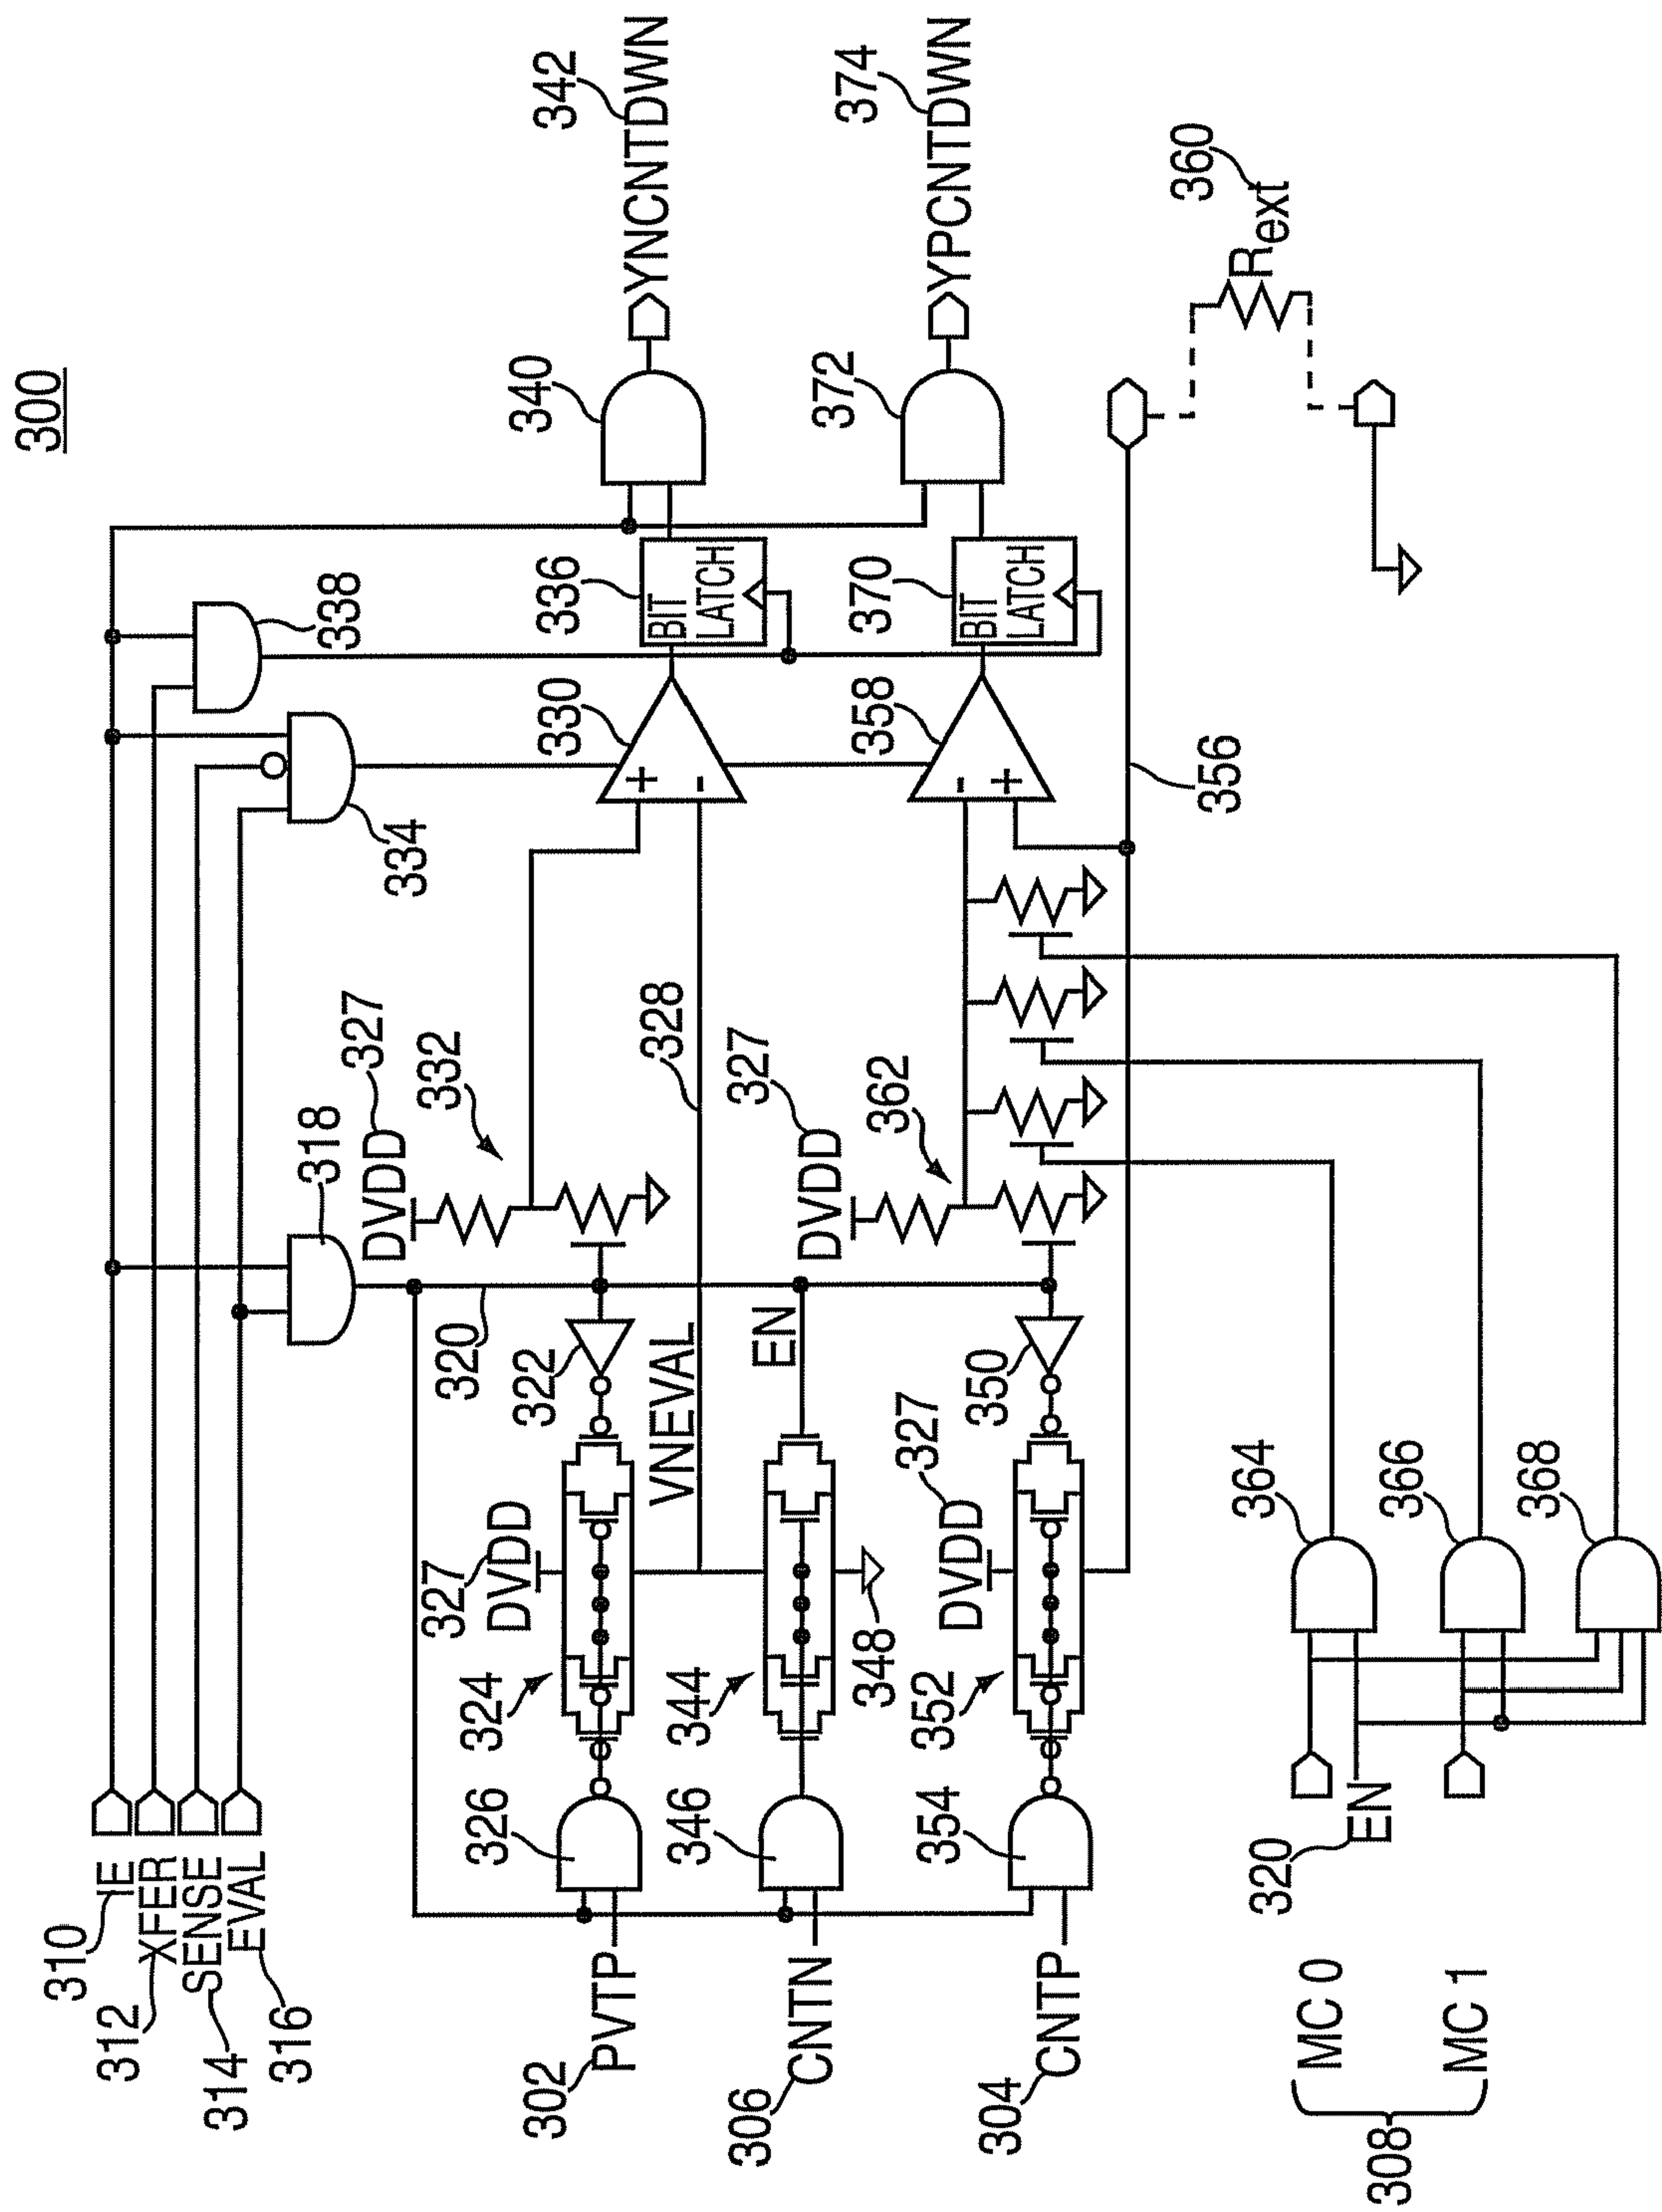 300
310
IE
312
XFER
314
SENSE
316
EVAL
318
320
322
324
326
327
DVDD
327
DVDD
332
334
338
330
+
-
336
BIT
LATCH
340
342
YNCNTDWN
VNEVAL
328
302
PVTP
306
CNTN
346
344
348
EN
327
DVDD
362
358
-
+
370
BIT
LATCH
372
374
YPCNTDWN
304
CNTP
354
352
327
DVDD
350
356
360
Rext
308
MC 0
MC 1
320
EN
364
366
368